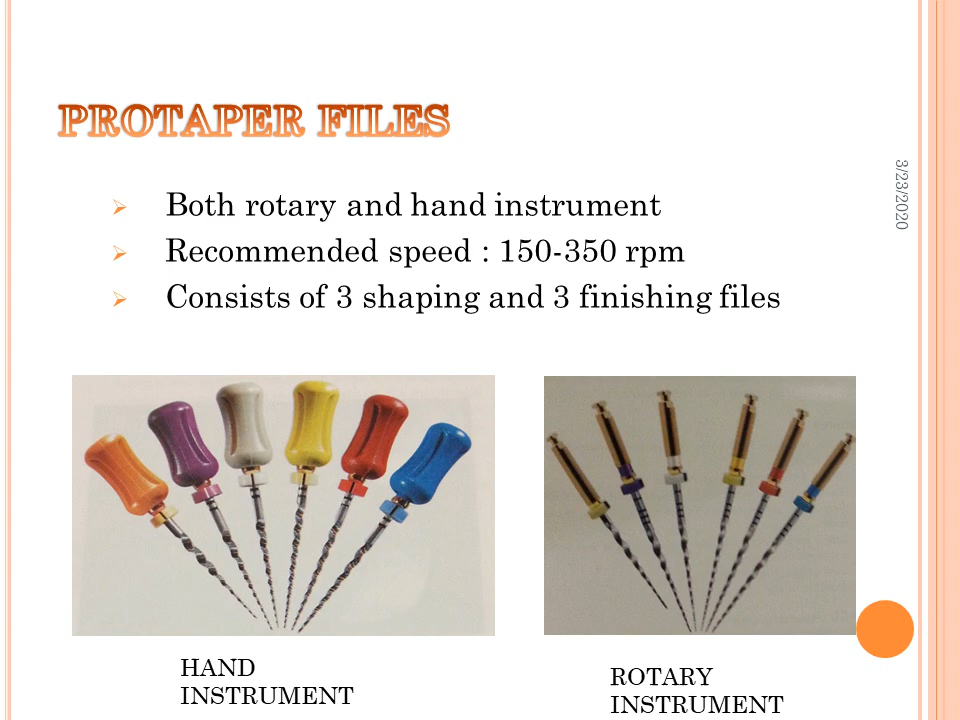 PROTAPER FILES
3/23/2020
Both rotary and hand instrument
Recommended speed : 150-350 rpm
Consists of 3 shaping and 3 finishing files
HAND
INSTRUMENT
ROTARY
INSTRUMENT